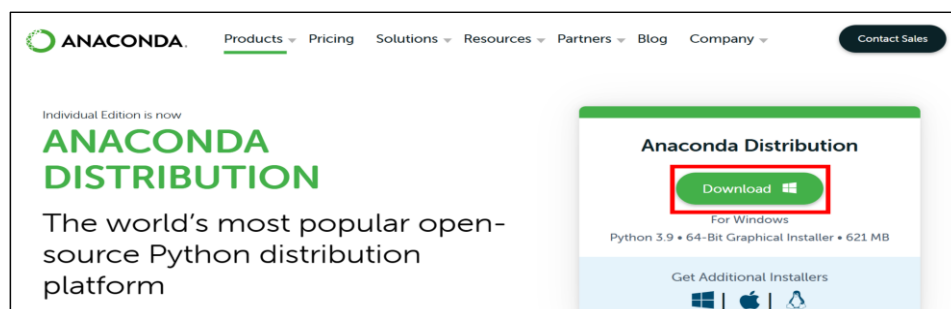 ANACONDA.
Products Pricing Solutions Resources Partners Blog Company Contact Sales
Individual Edition is now
ANACONDA
DISTRIBUTION
The world's most popular open-
source Python distribution
platform
Anaconda Distribution
Download
For Windows
Python 3.9 • 64-Bit Graphical Installer • 621 MB
Get Additional Installers
| |